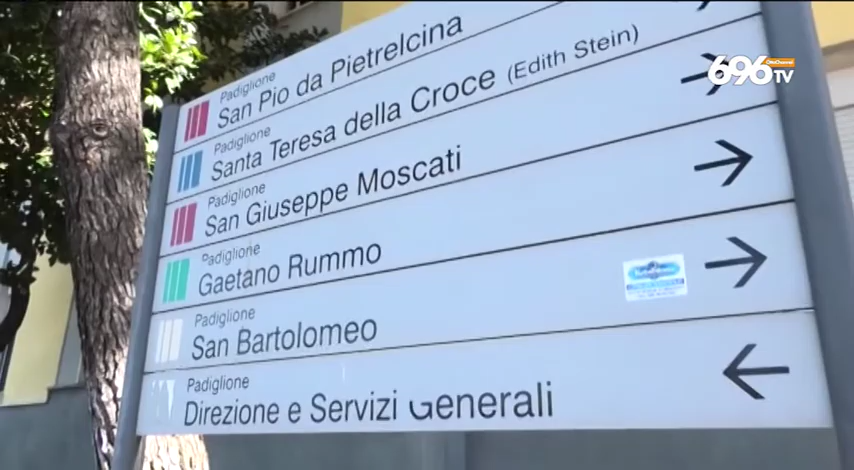 Padiglione
San Pio da Pietrelcina
Padiglione
Santa Teresa della Croce (Edith Stein)
Padiglione
San Giuseppe Moscati
Padiglione
Gaetano Rummo
Padiglione
San Bartolomeo
Padiglione
Direzione e Servizi Generali
696
OttoChannel
TV